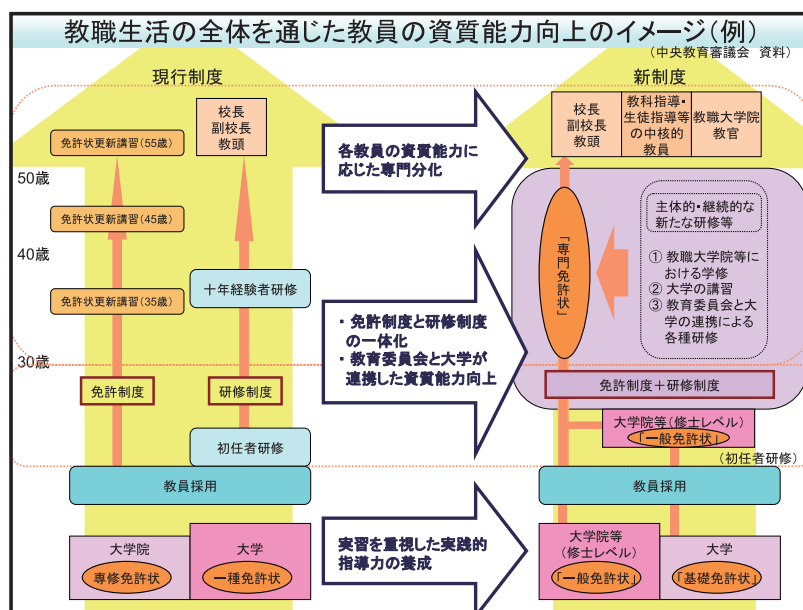 教職生活の全体を通じた教員の資質能力向上のイメージ(例)
(中央教育審議会 資料)
現行制度
校長
副校長
教頭
免許状更新講習(55歳)
50歳
免許状更新講習(45歳)
40歳
十年経験者研修
免許状更新講習(35歳)
30歳
免許制度
研修制度
初任者研修
教員採用
大学院
専修免許状
大学
一種免許状
各教員の資質能力に
応じた専門分化
・免許制度と研修制度
の一体化
・教育委員会と大学が
連携した資質能力向上
実習を重視した実践的
指導力の養成
新制度
校長
副校長
教頭
教科指導・
生徒指導等
の中核的
教員
教職大学院
教官
「専門免許状」
主体的・継続的な
新たな研修等
① 教職大学院等に
おける学修
② 大学の講習
③ 教育委員会と大
学の連携による
各種研修
免許制度+研修制度
大学院等(修士レベル)
「一般免許状」
(初任者研修)
教員採用
大学院等
(修士レベル)
「一般免許状」
大学
「基礎免許状」